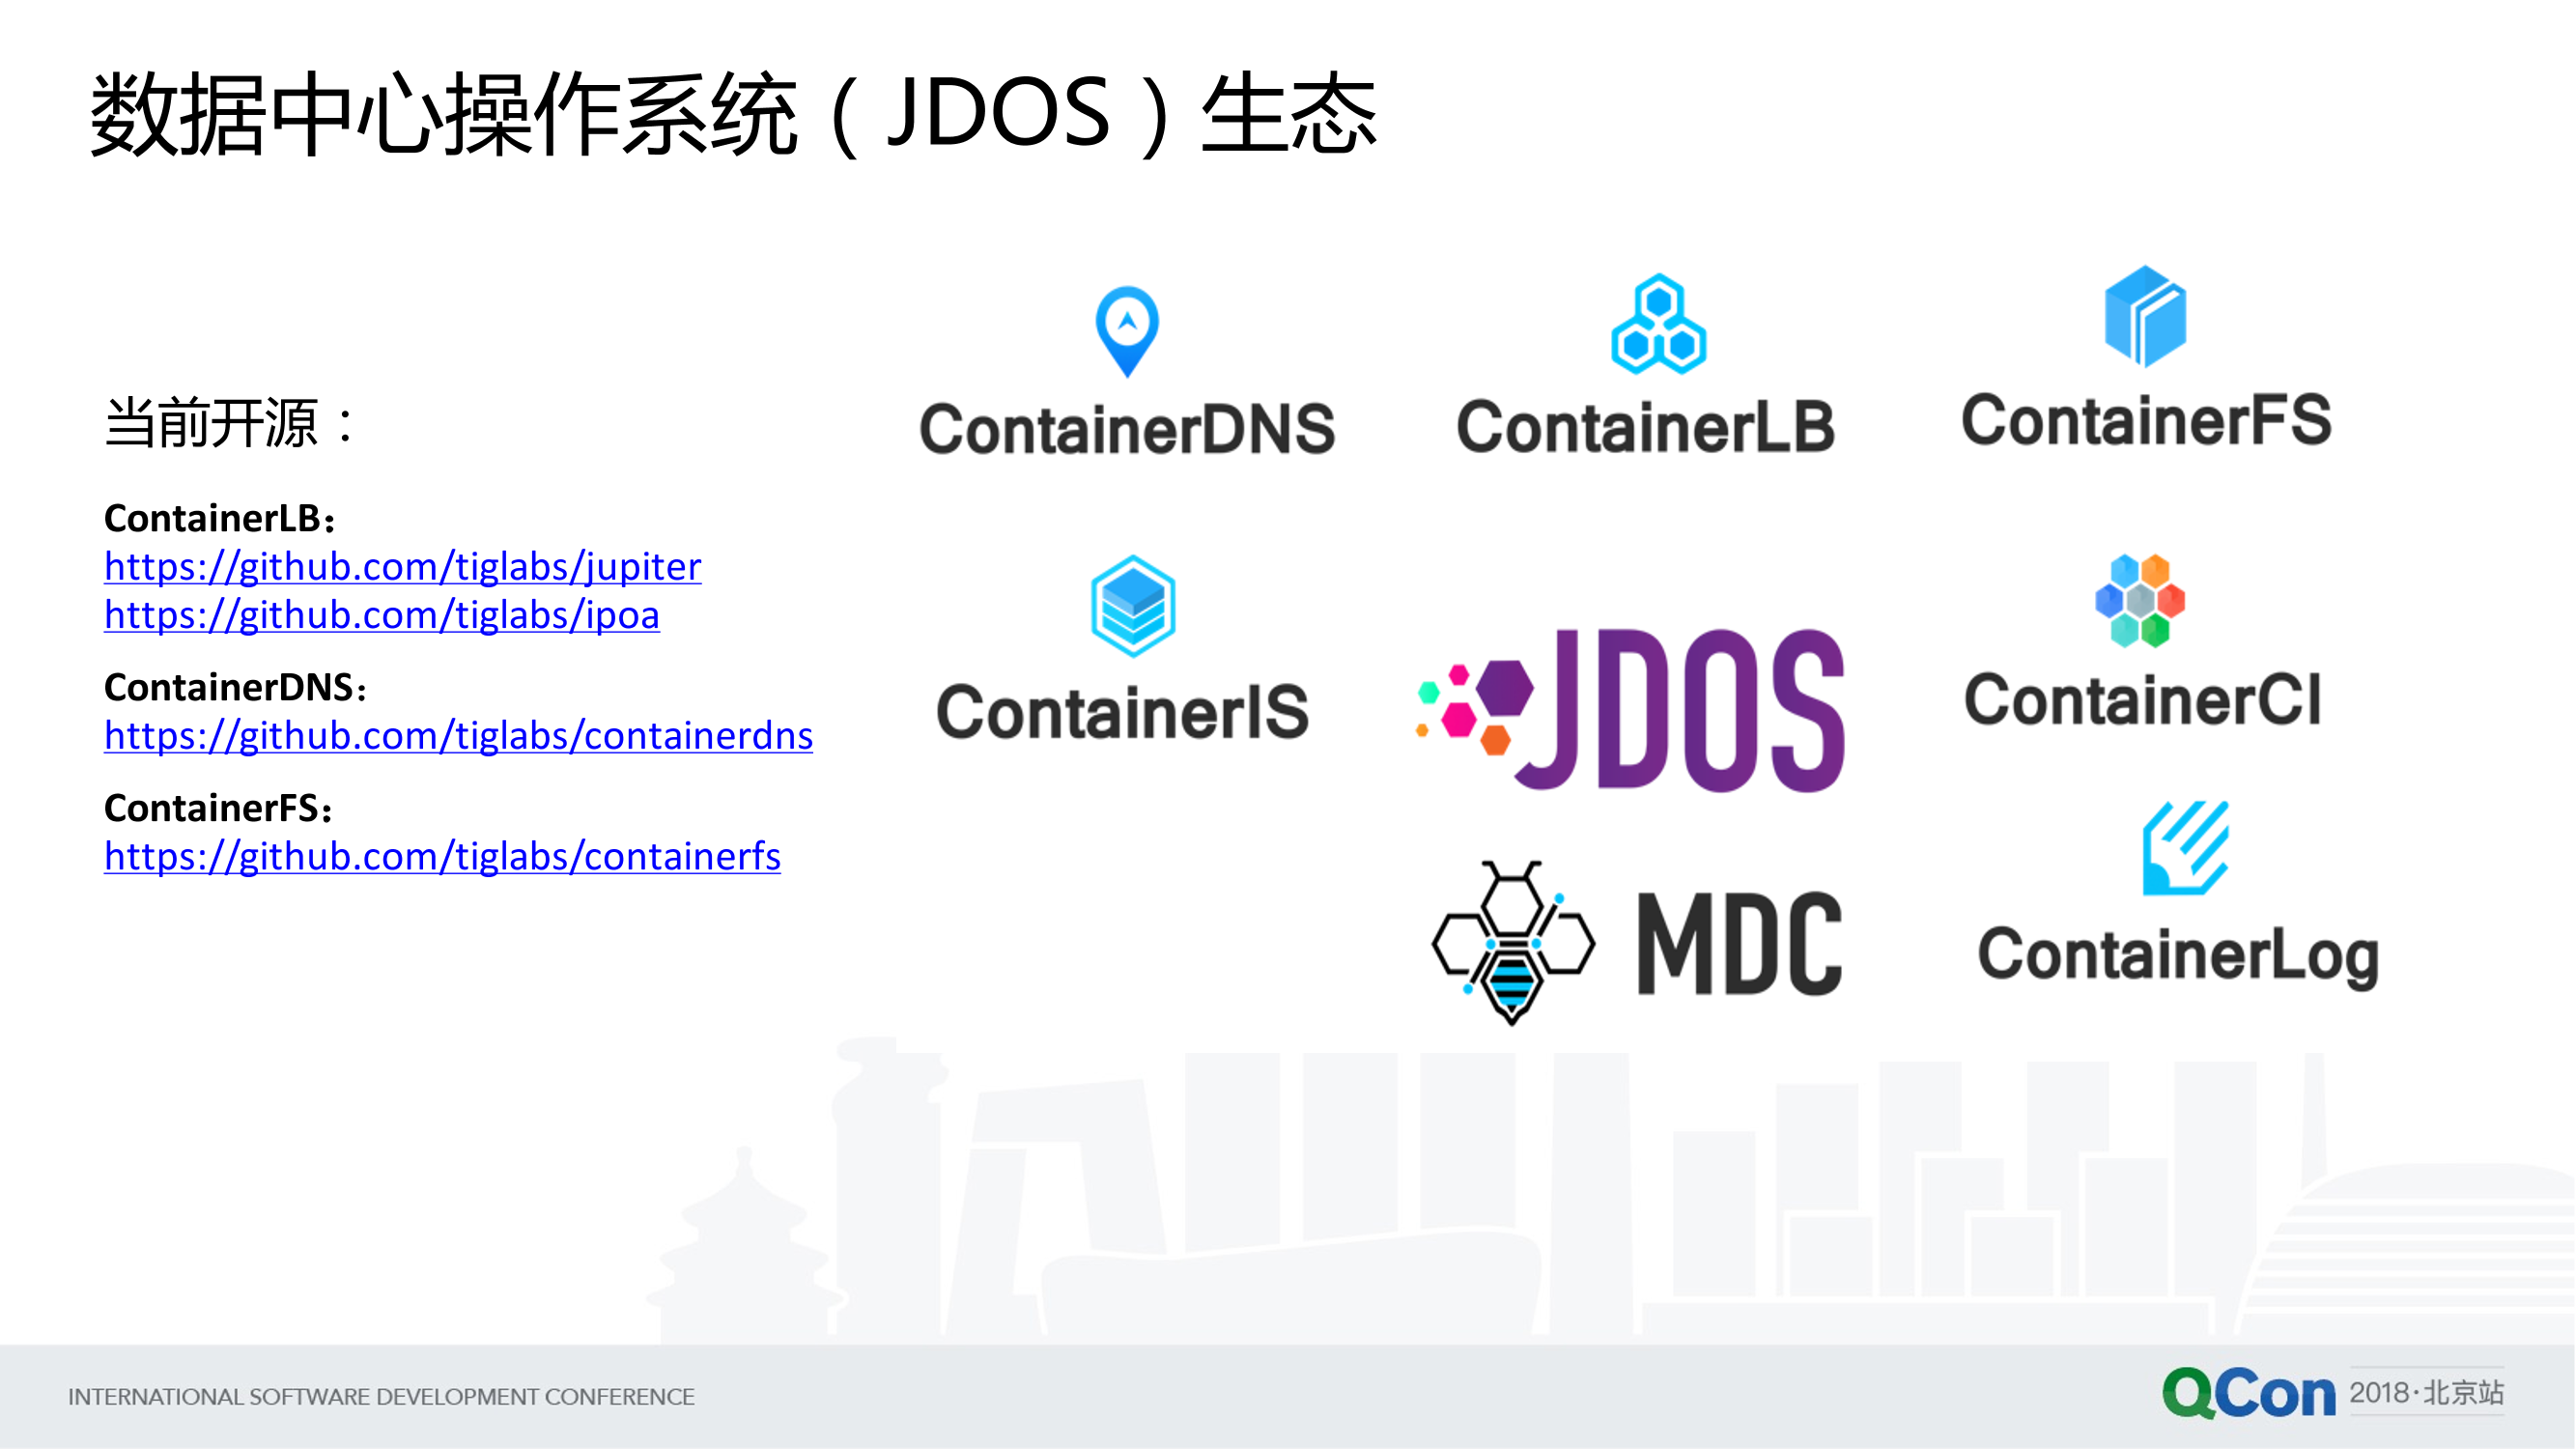 数据中心操作系统（JDOS）生态
当前开源：
ContainerLB：
https://github.com/tiglabs/jupiter
https://github.com/tiglabs/ipoa
ContainerDNS：
https://github.com/tiglabs/containerdns
ContainerFS：
https://github.com/tiglabs/containerfs
ContainerDNS
ContainerLB
ContainerFS
ContainerIS
JDOS
ContainerCI
MDC
ContainerLog
INTERNATIONAL SOFTWARE DEVELOPMENT CONFERENCE
QCon 2018·北京站